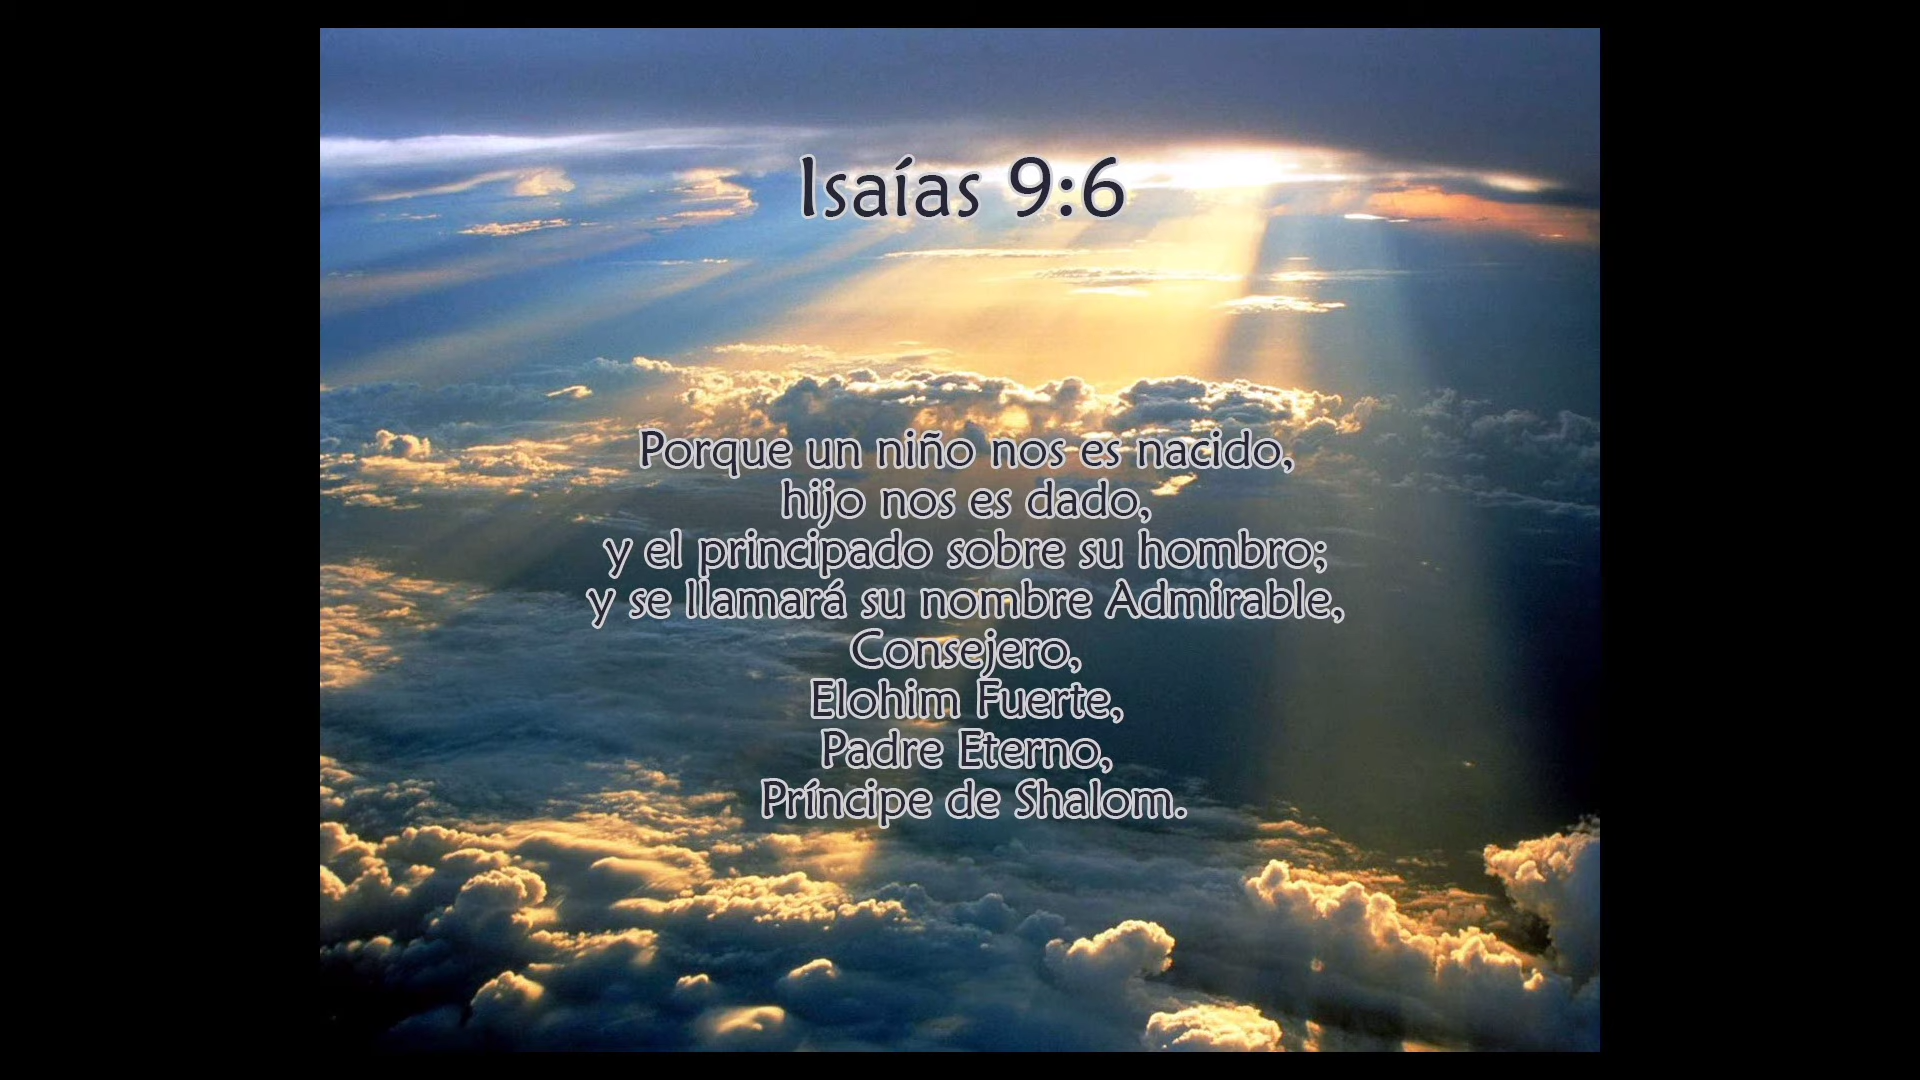 Isaías 9:6
Porque un niño nos es nacido,
hijo nos es dado,
y el principado sobre su hombro;
y se llamará su nombre Admirable,
Consejero,
Elohim Fuerte,
Padre Eterno,
Príncipe de Shalom.